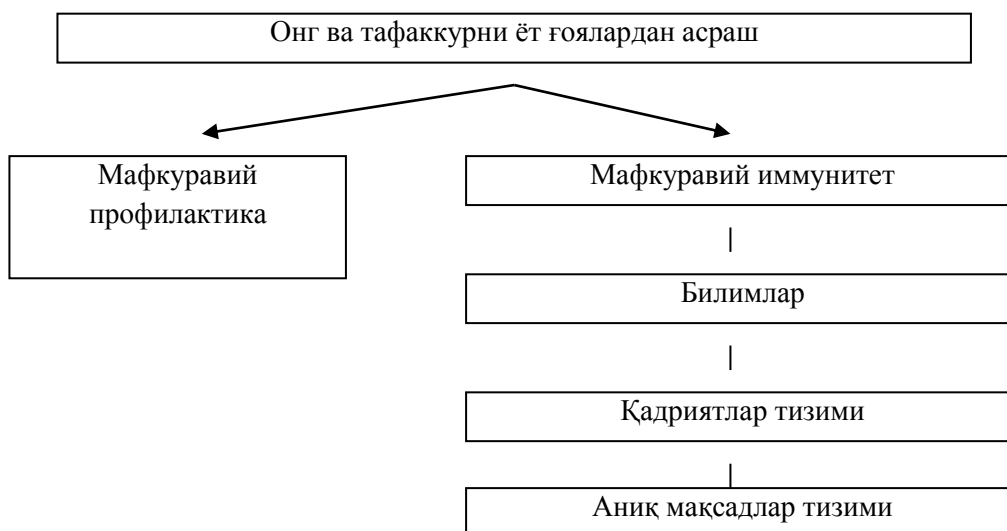 Онг ва тафаккурни ёт ғоялардан асраш
Мафкуравий
профилактика
Мафкуравий иммунитет
Билимлар
Қадриятлар тизими
Аниқ мақсадлар тизими